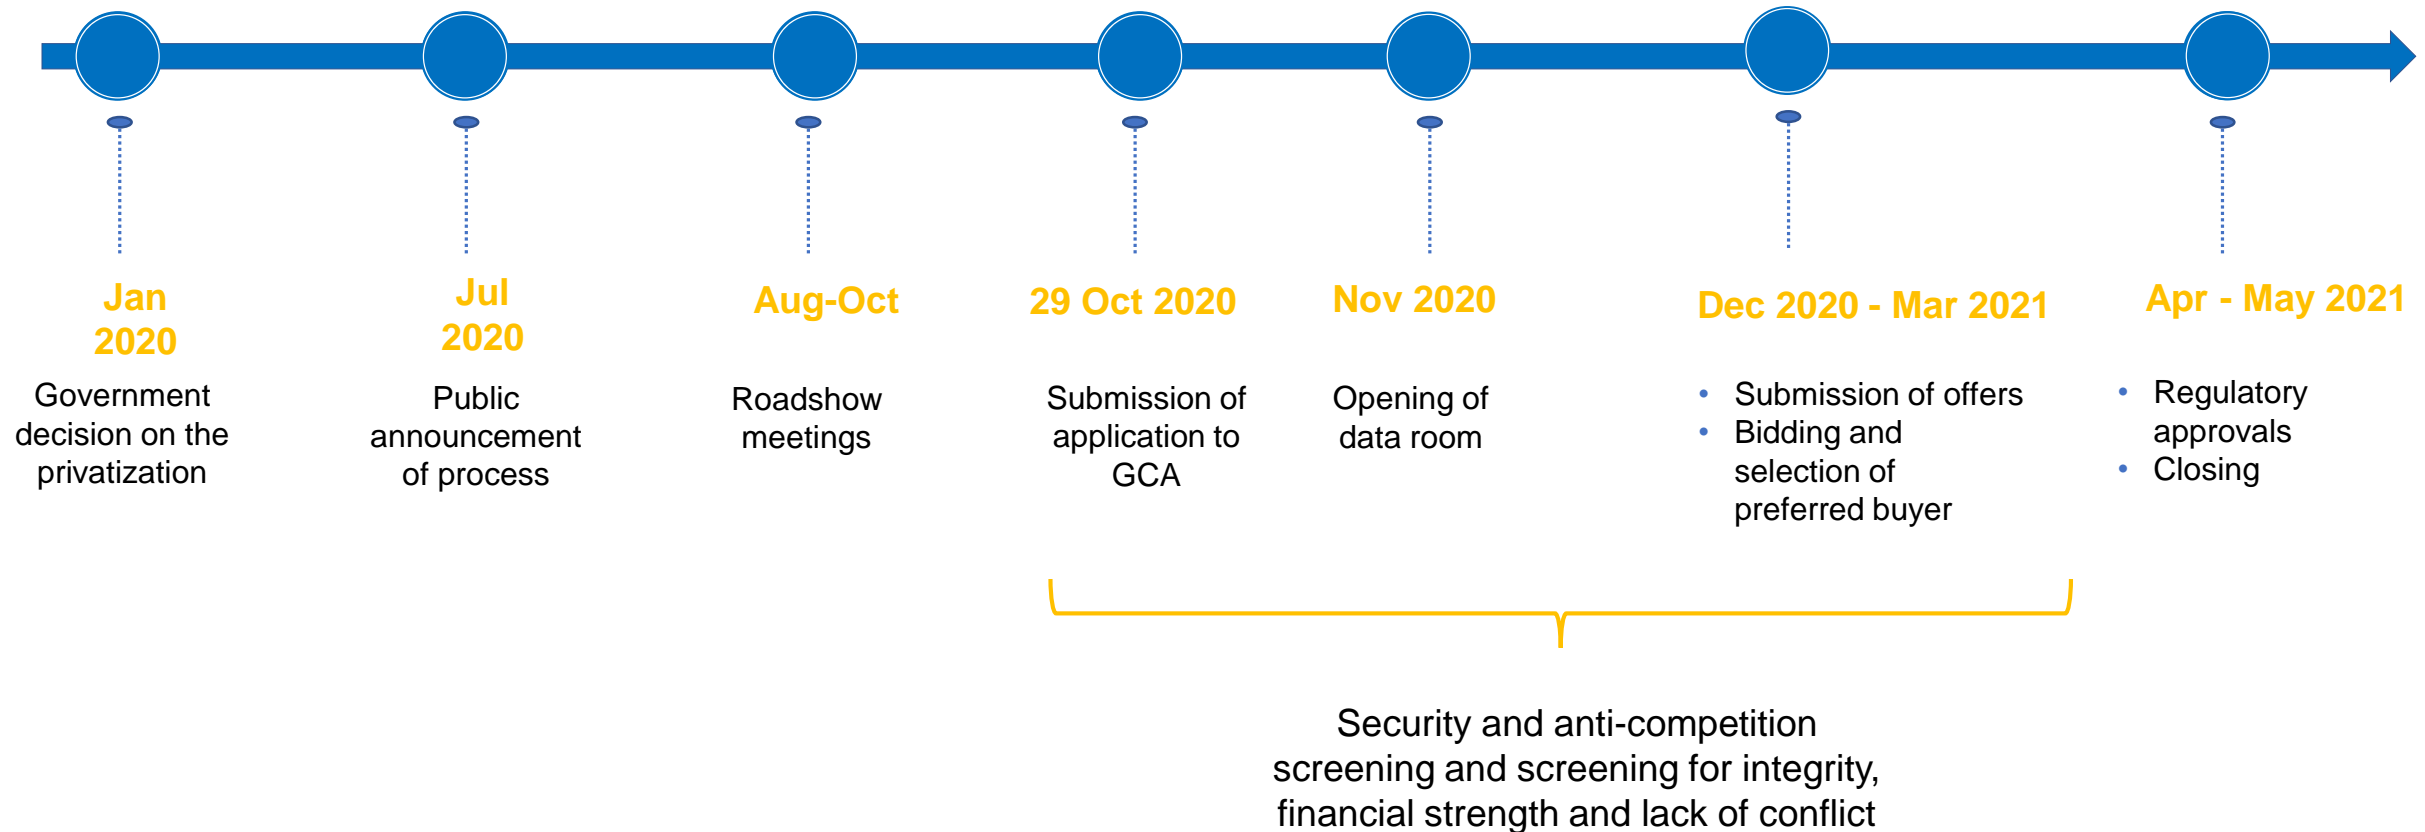 Jan
2020
Government
decision on the
privatization
Jul
2020
Public
announcement
of process
Aug-Oct
Roadshow
meetings
29 Oct 2020
Submission of
application to
GCA
Nov 2020
Opening of
data room
Dec 2020 - Mar 2021
• Submission of offers
• Bidding and
selection of
preferred buyer
Apr - May 2021
• Regulatory
approvals
• Closing
Security and anti-competition
screening and screening for integrity,
financial strength and lack of conflict